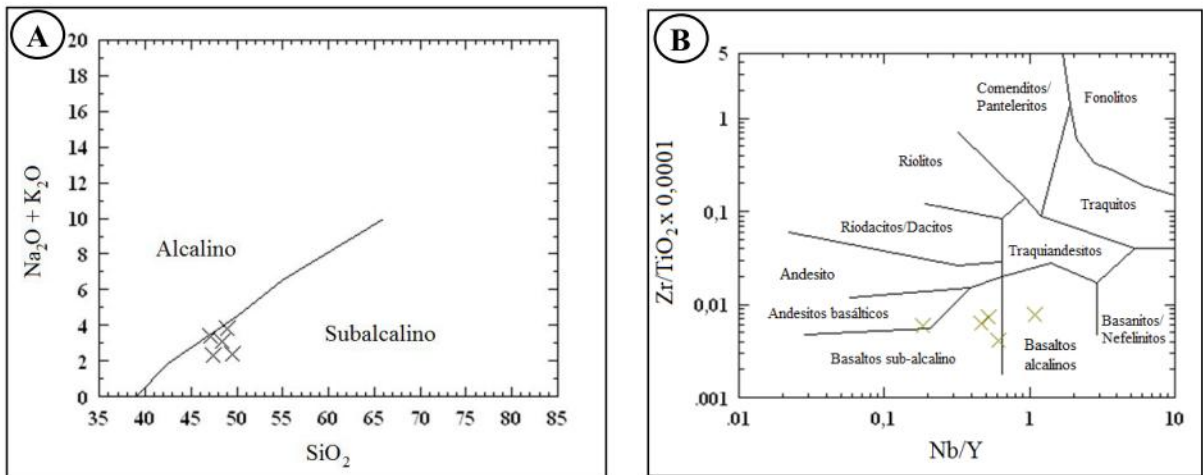 A
20
18
16
14
12
10
8
6
4
2
0
Na₂O + K₂O
Alcalino
Subalcalino
35 40 45 50 55 60 65 70 75 80 85
SiO₂
B
5
1
0,1
0,01
.001
Zr/TiO₂ x 0,0001
Comenditos/
Panteleritos
Fonolitos
Riolitos
Traquitos
Riodacitos/Dacitos
Traquiandesitos
Andesito
Andesitos basálticos
Basanitos/
Nefelinitos
Basaltos sub-alcalino
Basaltos
alcalinos
.01 0,1 1 10
Nb/Y